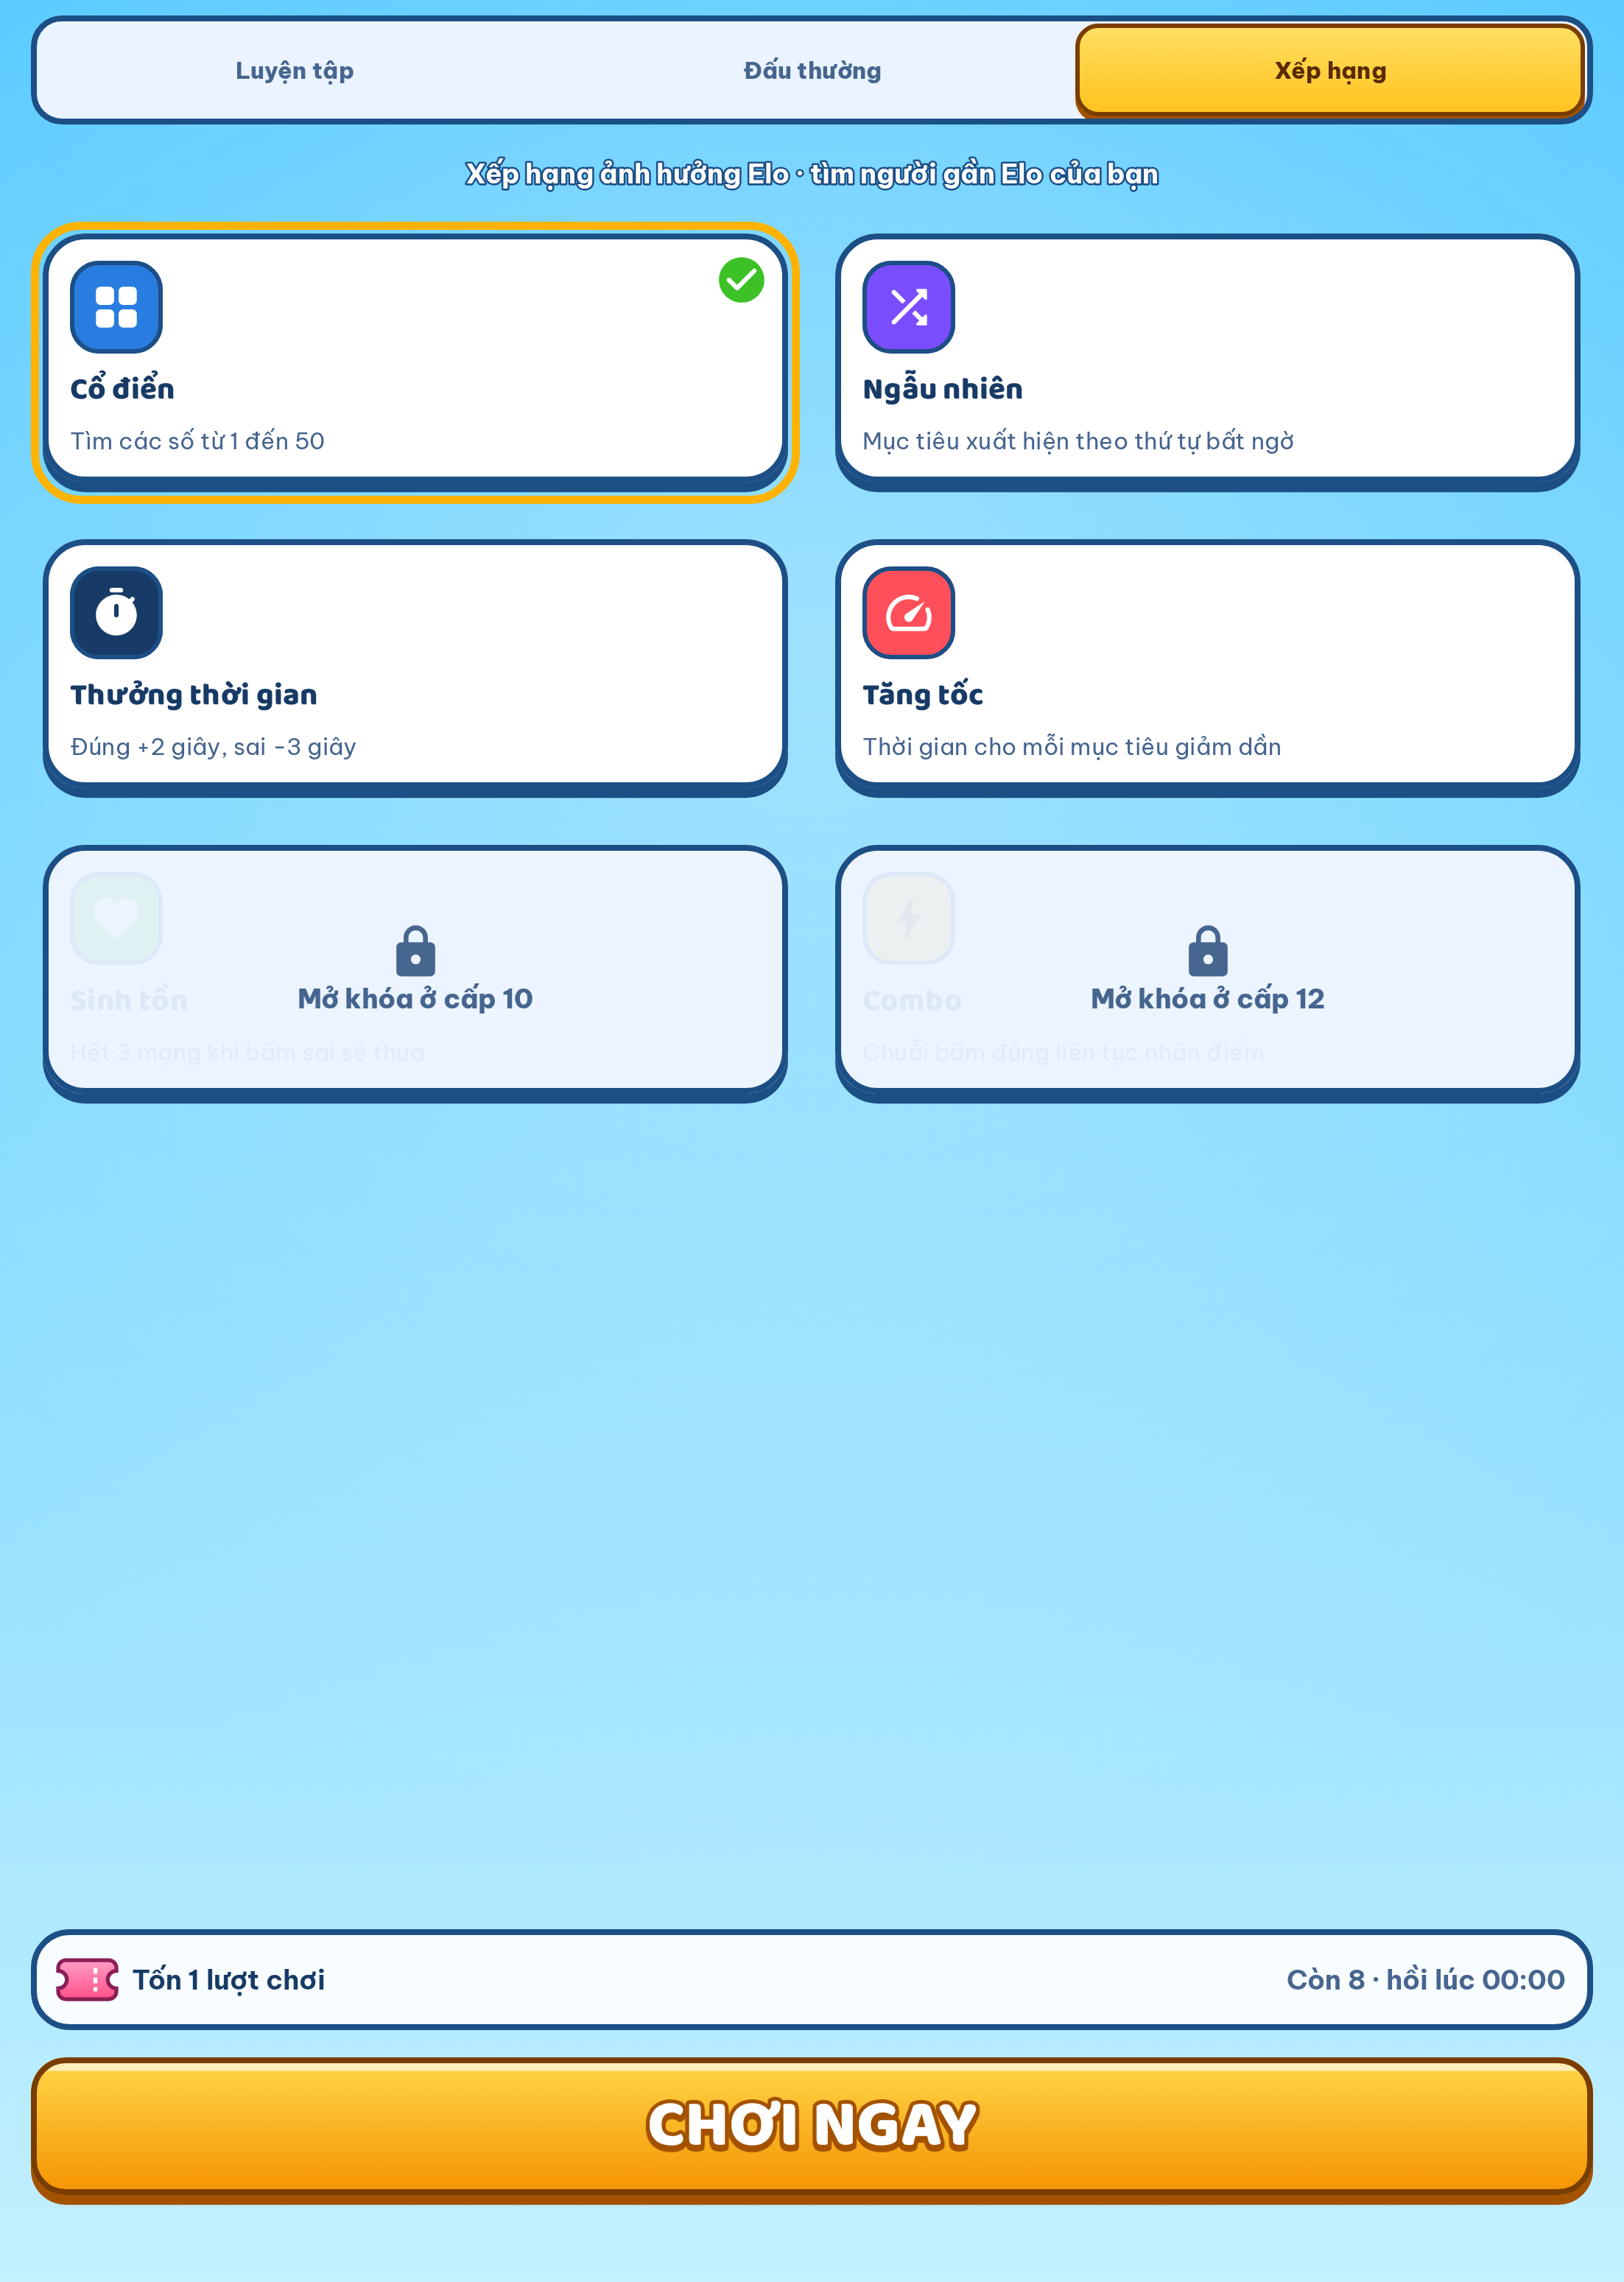 Luyện tập
Đấu thường
Xếp hạng
Xếp hạng ảnh hưởng Elo · tìm người gần Elo của bạn
Cổ điển
Tìm các số từ 1 đến 50
Ngẫu nhiên
Mục tiêu xuất hiện theo thứ tự bất ngờ
Thưởng thời gian
Đúng +2 giây, sai -3 giây
Tăng tốc
Thời gian cho mỗi mục tiêu giảm dần
Sinh tồn
Mở khóa ở cấp 10
Hết 3 mạng khi bấm sai sẽ thua
Combo
Mở khóa ở cấp 12
Chuỗi bấm đúng liên tục nhân điểm
Tốn 1 lượt chơi
Còn 8 · hồi lúc 00:00
CHƠI NGAY